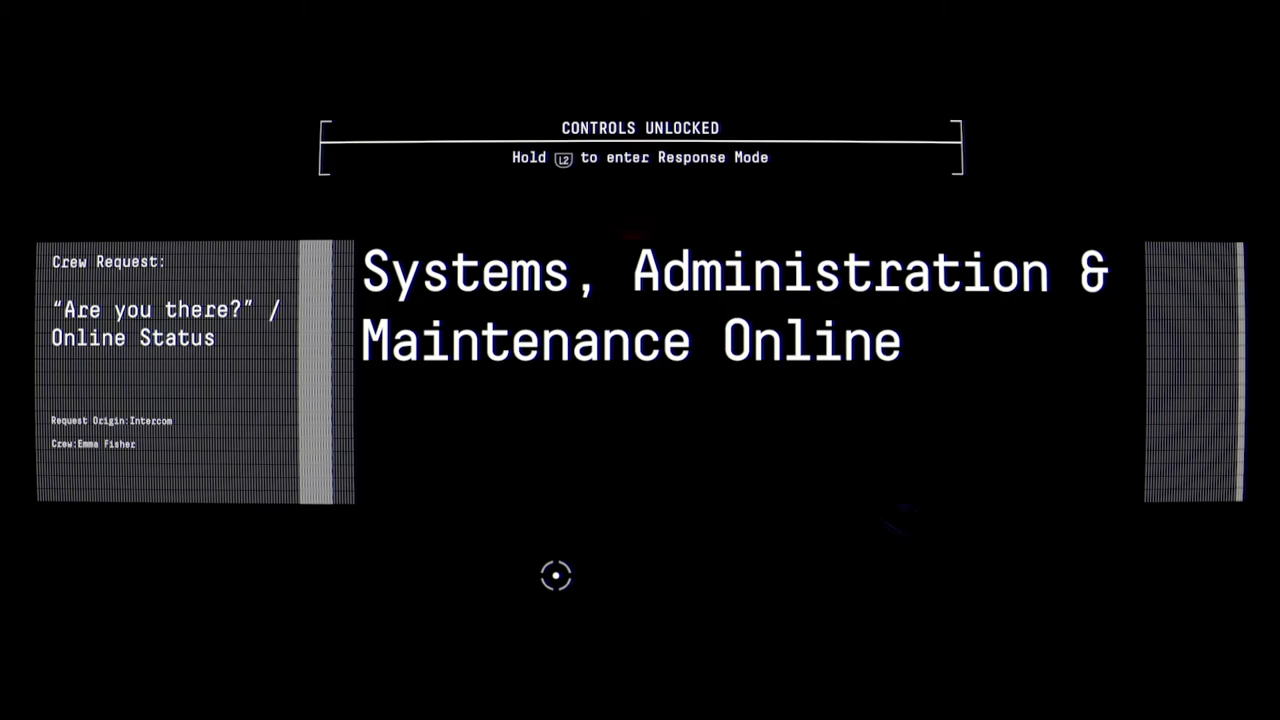 CONTROLS UNLOCKED
Hold L2 to enter Response Mode
Crew Request:
“Are you there?” /
Online Status
Request Origin:Intercom
Crew:Emma Fisher
Systems, Administration &
Maintenance Online